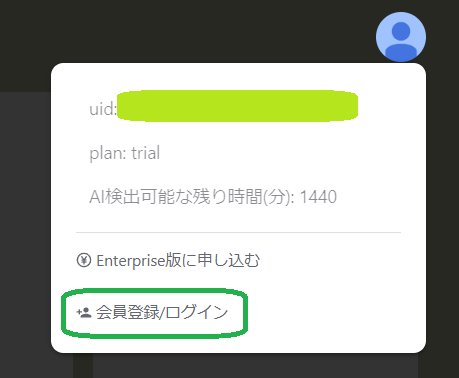 uid:
plan: trial
AI検出可能な残り時間(分): 1440
Enterprise版に申し込む
会員登録/ログイン